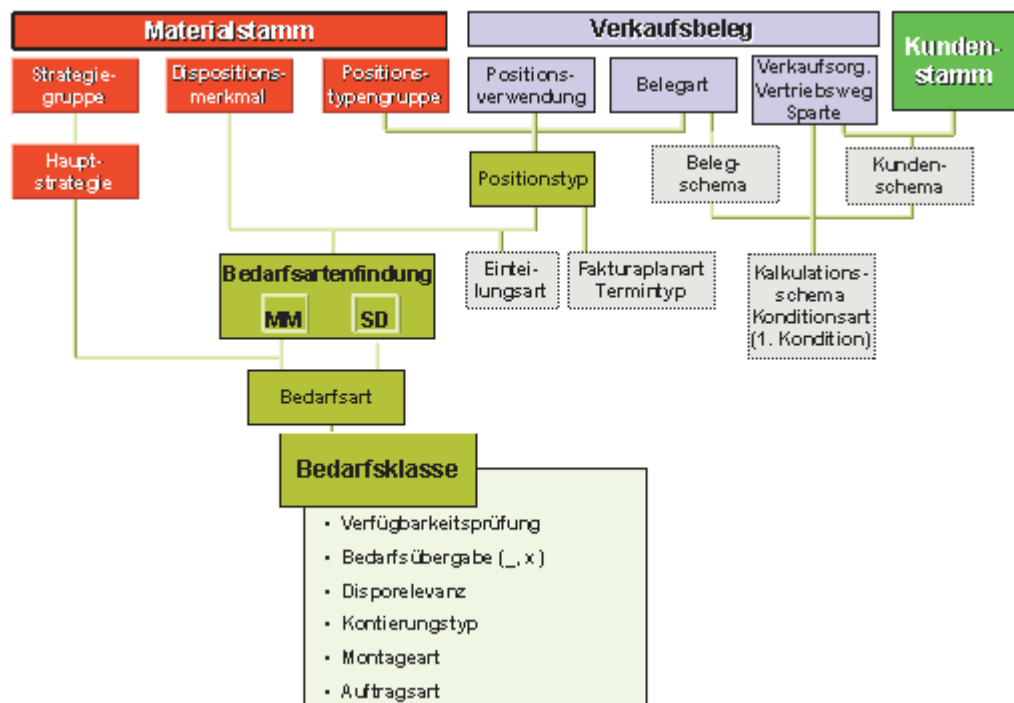 Materialstamm
Verkaufsbeleg
Kunden-
stamm
Strategie-
gruppe
Dispositions-
merkmal
Positions-
typengruppe
Positions-
verwendung
Belegart
Verkaufsorg.
Vertriebsweg
Sparte
Haupt-
strategie
Positionstyp
Beleg-
schema
Kunden-
schema
Bedarfsartenfindung
MM
SD
Eintei-
lungsart
Fakturaplanart
Termintyp
Kalkulations-
schema
Konditionsart
(1. Kondition)
Bedarfsart
Bedarfsklasse
• Verfügbarkeitsprüfung
• Bedarfsübergabe (_, x )
• Disporelevanz
• Kontierungstyp
• Montageart
• Auftragsart